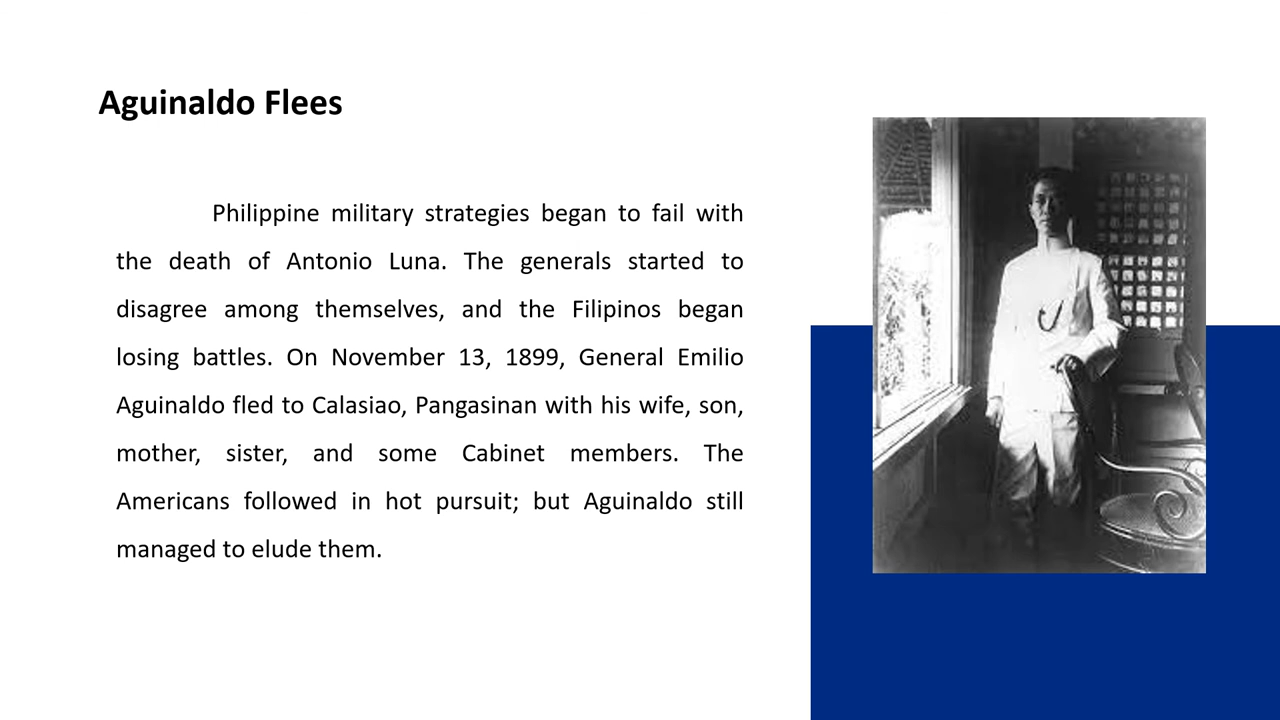 Aguinaldo Flees
Philippine military strategies began to fail with
the death of Antonio Luna. The generals started to
disagree among themselves, and the Filipinos began
losing battles. On November 13, 1899, General Emilio
Aguinaldo fled to Calasiao, Pangasinan with his wife, son,
mother, sister, and some Cabinet members. The
Americans followed in hot pursuit; but Aguinaldo still
managed to elude them.